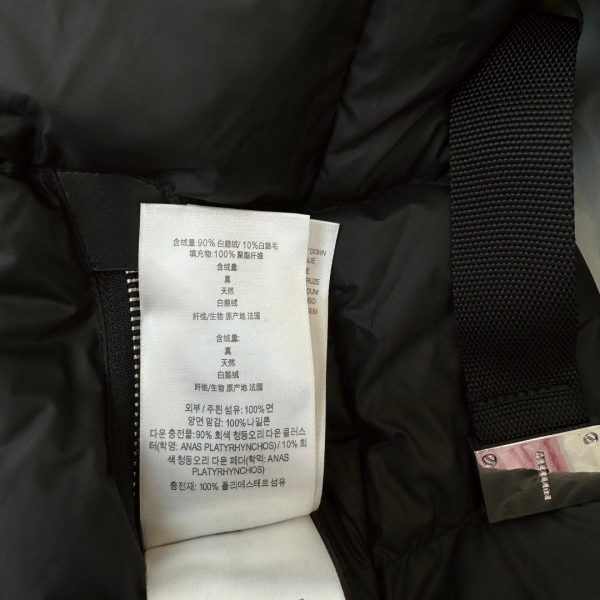 含绒量:90% 白鹅绒/ 10%白鹅毛
填充物:100% 聚酯纤维
含绒量:
真
天然
白鹅绒
纤维/生物 原产地 法国
含绒量:
真
天然
白鹅绒
纤维/生物 原产地 法国
외부 / 주된 섬유: 100% 면
양면 암감: 100% 나일론
다운 충전물: 90% 회색 청둥오리 다운 클러스
터(학명: ANAS PLATYRHYNCHOS)/ 10% 회
색 청둥오리 다운 페더(학명: ANAS
PLATYRHYNCHOS)
충전재: 100% 폴리에스테르 섬유
DOWN